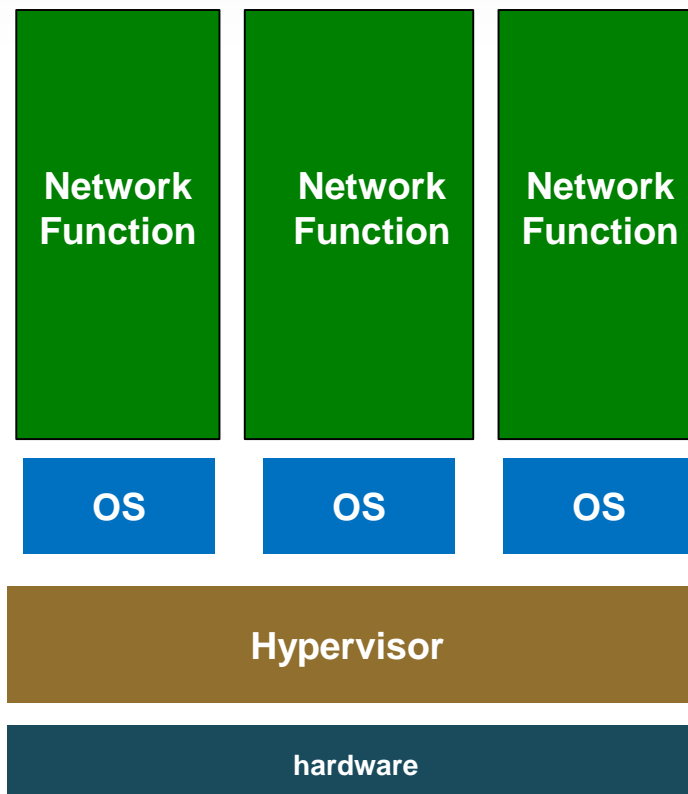 Network
Function
Network
Function
Network
Function
OS
OS
OS
Hypervisor
hardware